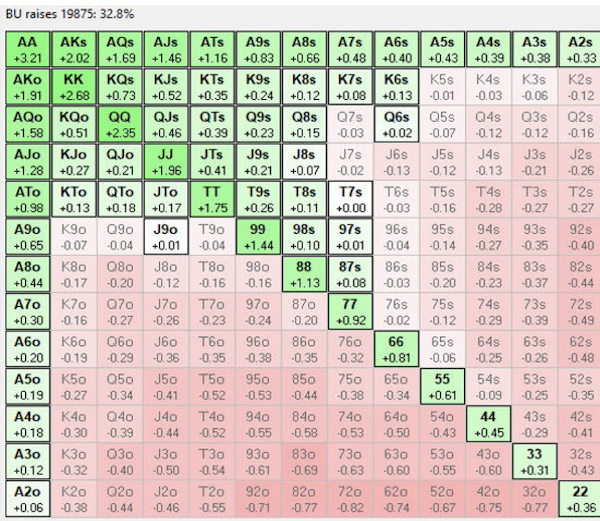 BU raises 19875: 32.8%
AA AKs AQs AJs ATs A9s A8s A7s A6s A5s A4s A3s A2s
+3.21 +2.02 +1.69 +1.46 +1.16 +0.83 +0.66 +0.48 +0.40 +0.43 +0.39 +0.38 +0.33
AKo KK KQs KJs KTs K9s K8s K7s K6s K5s K4s K3s K2s
+1.91 +2.68 +0.73 +0.52 +0.35 +0.24 +0.12 +0.08 +0.13 -0.01 -0.03 -0.06 -0.12
AQo KQo QQ QJs QTs Q9s Q8s Q7s Q6s Q5s Q4s Q3s Q2s
+1.58 +0.51 +2.35 +0.46 +0.39 +0.23 +0.15 -0.03 +0.02 -0.07 -0.12 -0.12 -0.16
AJo KJo QJo JJ JTs J9s J8s J7s J6s J5s J4s J3s J2s
+1.28 +0.27 +0.21 +1.96 +0.41 +0.21 +0.07 -0.02 -0.13 -0.12 -0.13 -0.21 -0.26
ATo KTo QTo JTo TT T9s T8s T7s T6s T5s T4s T3s T2s
+0.98 +0.13 +0.18 +0.17 +1.75 +0.26 +0.11 +0.00 -0.03 -0.16 -0.28 -0.27 -0.27
A9o K9o Q9o J9o T9o 99 98s 97s 96s 95s 94s 93s 92s
+0.65 -0.07 -0.04 +0.01 -0.04 +1.44 +0.10 +0.01 -0.04 -0.14 -0.27 -0.35 -0.40
A8o K8o Q8o J8o T8o 98o 88 87s 86s 85s 84s 83s 82s
+0.44 -0.17 -0.20 -0.12 -0.16 -0.16 +1.13 +0.08 -0.03 -0.20 -0.23 -0.37 -0.44
A7o K7o Q7o J7o T7o 97o 87o 77 76s 75s 74s 73s 72s
+0.30 -0.16 -0.27 -0.26 -0.23 -0.24 -0.20 +0.92 -0.02 -0.12 -0.29 -0.39 -0.49
A6o K6o Q6o J6o T6o 96o 86o 76o 66 65s 64s 63s 62s
+0.20 -0.19 -0.29 -0.36 -0.35 -0.38 -0.35 -0.32 +0.81 -0.06 -0.25 -0.26 -0.48
A5o K5o Q5o J5o T5o 95o 85o 75o 65o 55 54s 53s 52s
+0.19 -0.27 -0.34 -0.41 -0.52 -0.53 -0.44 -0.38 -0.34 +0.61 -0.09 -0.25 -0.35
A4o K4o Q4o J4o T4o 94o 84o 74o 64o 54o 44 43s 42s
+0.18 -0.30 -0.39 -0.44 -0.52 -0.55 -0.58 -0.53 -0.50 -0.43 +0.45 -0.29 -0.41
A3o K3o Q3o J3o T3o 93o 83o 73o 63o 53o 43o 33 32s
+0.12 -0.32 -0.40 -0.50 -0.54 -0.61 -0.69 -0.63 -0.60 -0.55 -0.60 +0.31 -0.43
A2o K2o Q2o J2o T2o 92o 82o 72o 62o 52o 42o 32o 22
+0.06 -0.38 -0.44 -0.46 -0.55 -0.71 -0.77 -0.82 -0.74 -0.67 -0.75 -0.77 +0.36